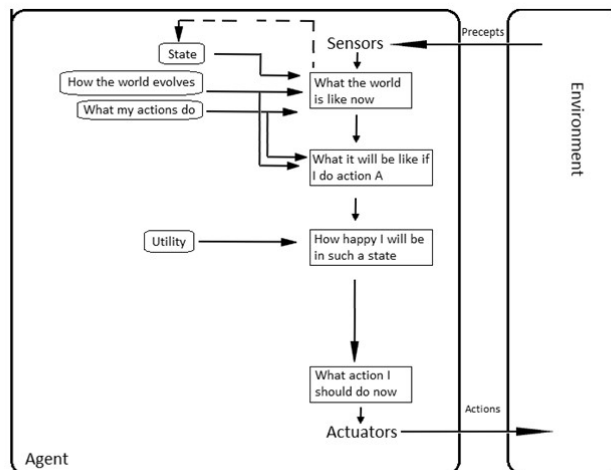 Sensors
Precepts
State
How the world evolves
What my actions do
What the world
is like now
What it will be like if
I do action A
Utility
How happy I will be
in such a state
What action I
should do now
Actuators
Actions
Agent
Environment